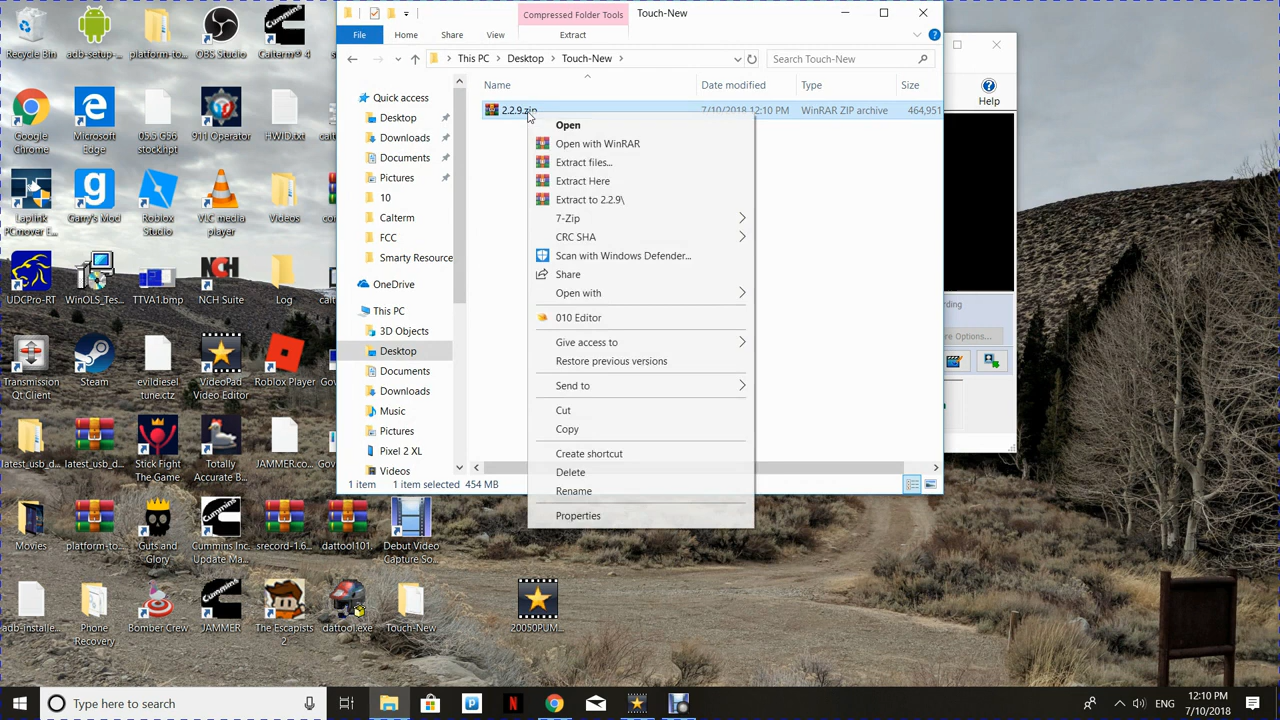 Recycle Bin
adb-setup-...
platform-to...
OBS Studio
Calterm® 4
Google Chrome
Microsoft Edge
05.5 G56 stock.hpt
911 Operator
HWID.txt
Laplink PCmover E...
Garry's Mod
Roblox Studio
VLC media player
Videos
UDCPro-RT
WinOLS_Tes...
TTVA1.bmp
NCH Suite
Log
Transmission Qt Client
Steam
evildiesel tune.ctz
VideoPad Video Editor
Roblox Player
latest_usb_d...
latest_usb_d...
Stick Fight The Game
Totally Accurate B...
JAMMER.co...
Movies
platform-to...
Guts and Glory
Cummins Inc. Update Ma...
srecord-1.6...
dattool101.
Debut Video Capture So...
adb-installe...
Phone Recovery
Bomber Crew
JAMMER
The Escapists 2
dattool.exe
Touch-New
20050PUM...
Compressed Folder Tools
Touch-New
File
Home
Share
View
Extract
This PC
Desktop
Touch-New
Search Touch-New
Quick access
Desktop
Downloads
Documents
Pictures
10
Calterm
FCC
Smarty Resource
OneDrive
This PC
3D Objects
Desktop
Documents
Downloads
Music
Pictures
Pixel 2 XL
Videos
Name
Date modified
Type
Size
2.2.9.zip
7/10/2018 12:10 PM
WinRAR ZIP archive
464,951
Open
Open with WinRAR
Extract files...
Extract Here
Extract to 2.2.9\
7-Zip
CRC SHA
Scan with Windows Defender...
Share
Open with
010 Editor
Give access to
Restore previous versions
Send to
Cut
Copy
Create shortcut
Delete
Rename
Properties
1 item
1 item selected
454 MB
Help
Options...
Type here to search
ENG
12:10 PM
7/10/2018